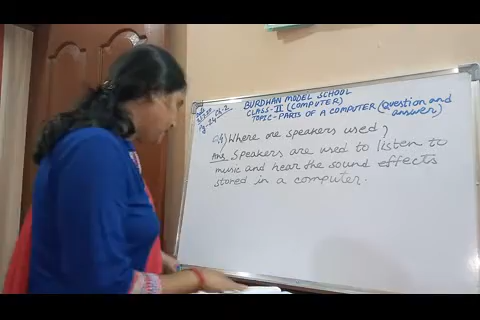 BURDHAN MODEL SCHOOL
CLASS-II (COMPUTER)
TOPIC-PARTS OF A COMPUTER (Question and answer)
Where are speakers used?
Ans Speakers are used to listen to
music and hear the sound effects
stored in a computer.